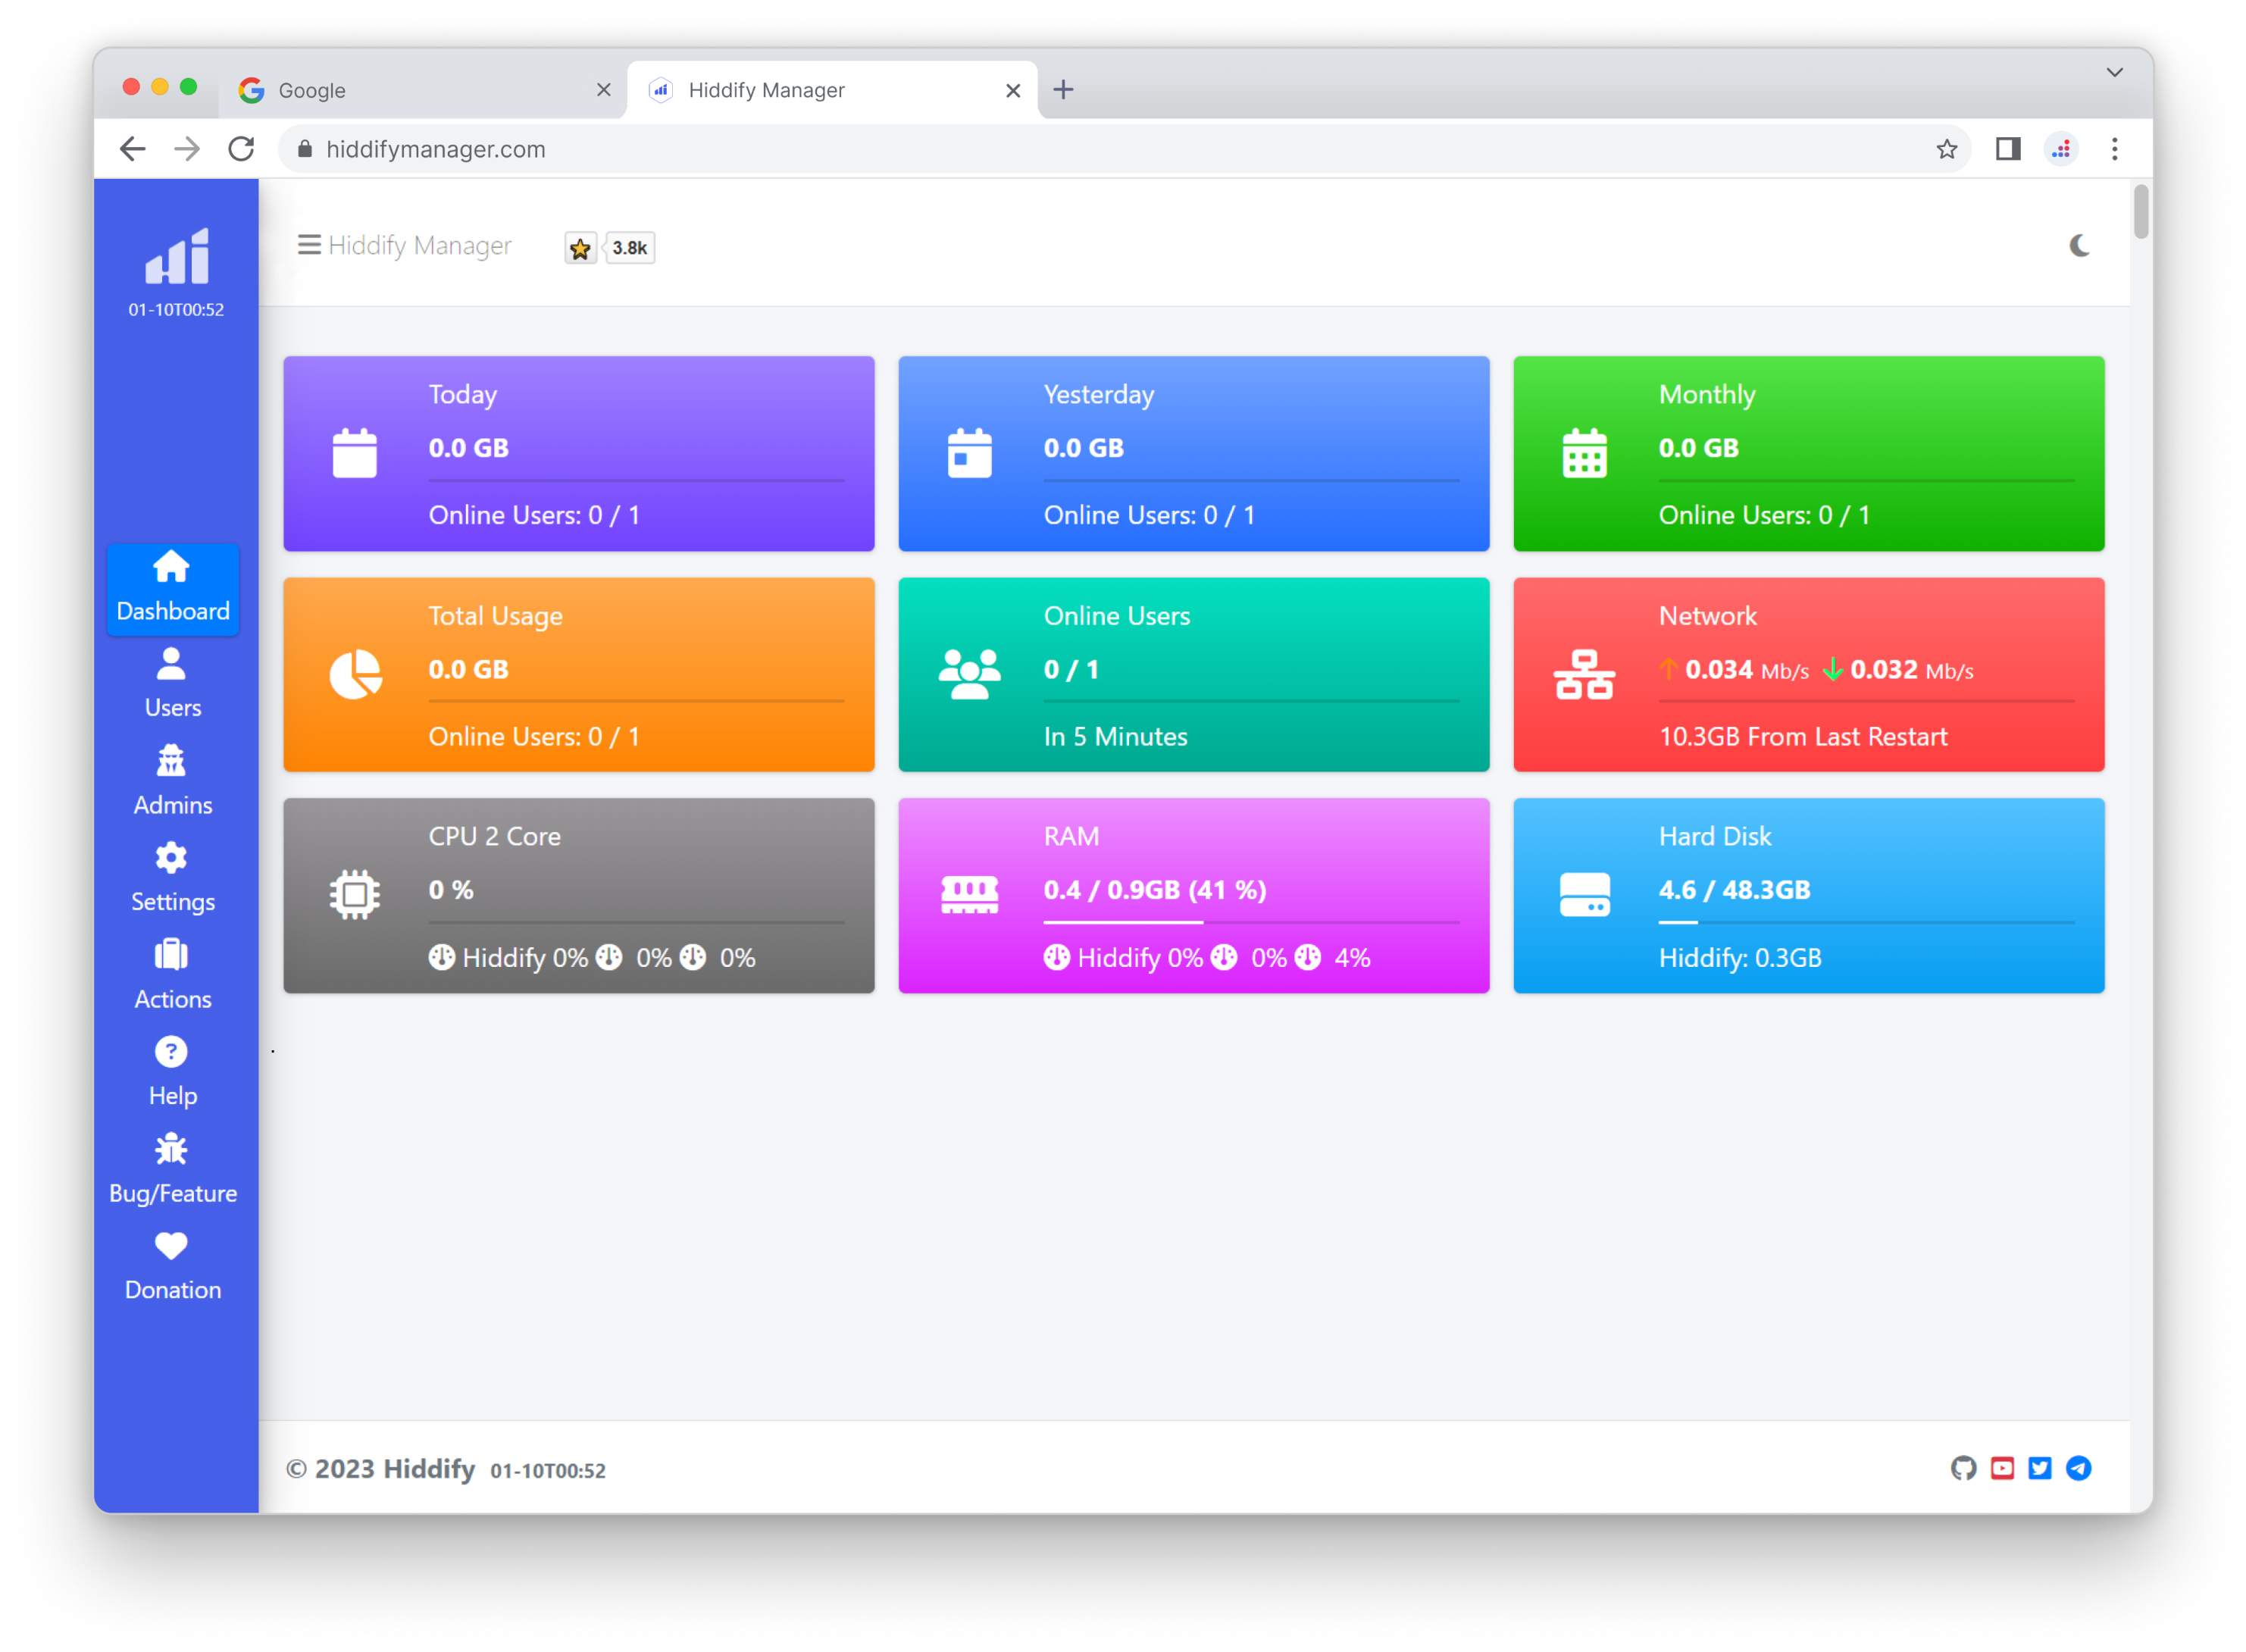 Google
Hiddify Manager
hiddifymanager.com
01-10T00:52
Hiddify Manager
3.8k
Today
0.0 GB
Online Users: 0 / 1
Yesterday
0.0 GB
Online Users: 0 / 1
Monthly
0.0 GB
Online Users: 0 / 1
Total Usage
0.0 GB
Online Users: 0 / 1
Online Users
0 / 1
In 5 Minutes
Network
0.034 Mb/s 0.032 Mb/s
10.3GB From Last Restart
CPU 2 Core
0 %
Hiddify 0% 0% 0%
RAM
0.4 / 0.9GB (41 %)
Hiddify 0% 0% 4%
Hard Disk
4.6 / 48.3GB
Hiddify: 0.3GB
Dashboard
Users
Admins
Settings
Actions
Help
Bug/Feature
Donation
.
© 2023 Hiddify 01-10T00:52